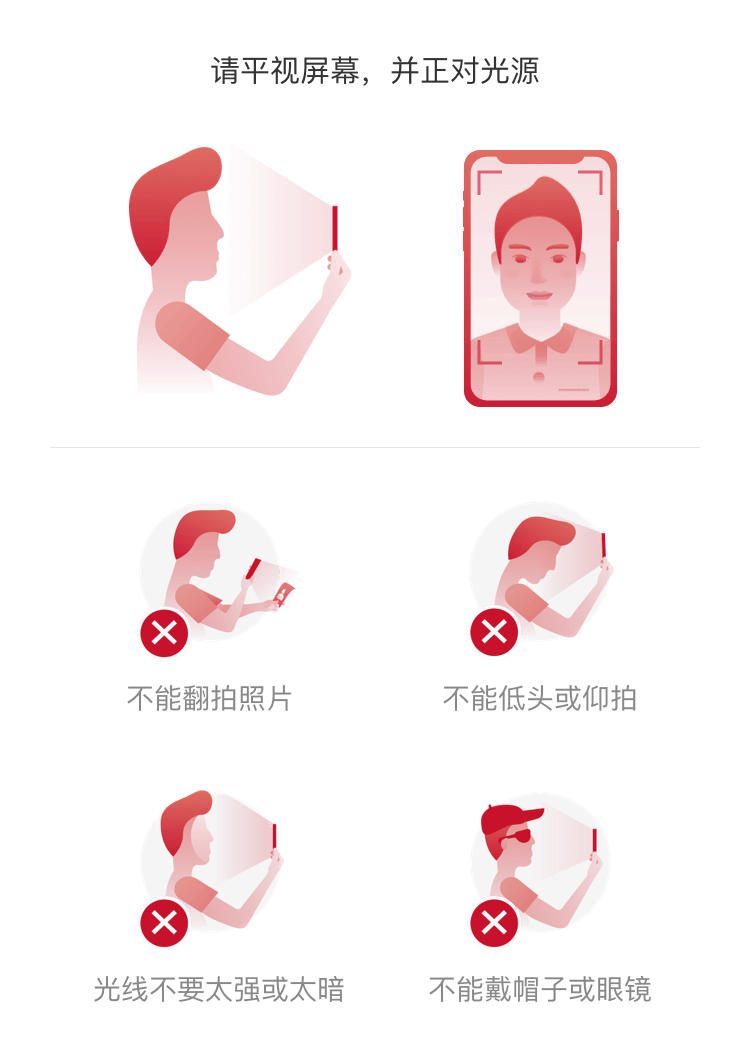 请平视屏幕，并正对光源
不能翻拍照片
不能低头或仰拍
光线不要太强或太暗
不能戴帽子或眼镜